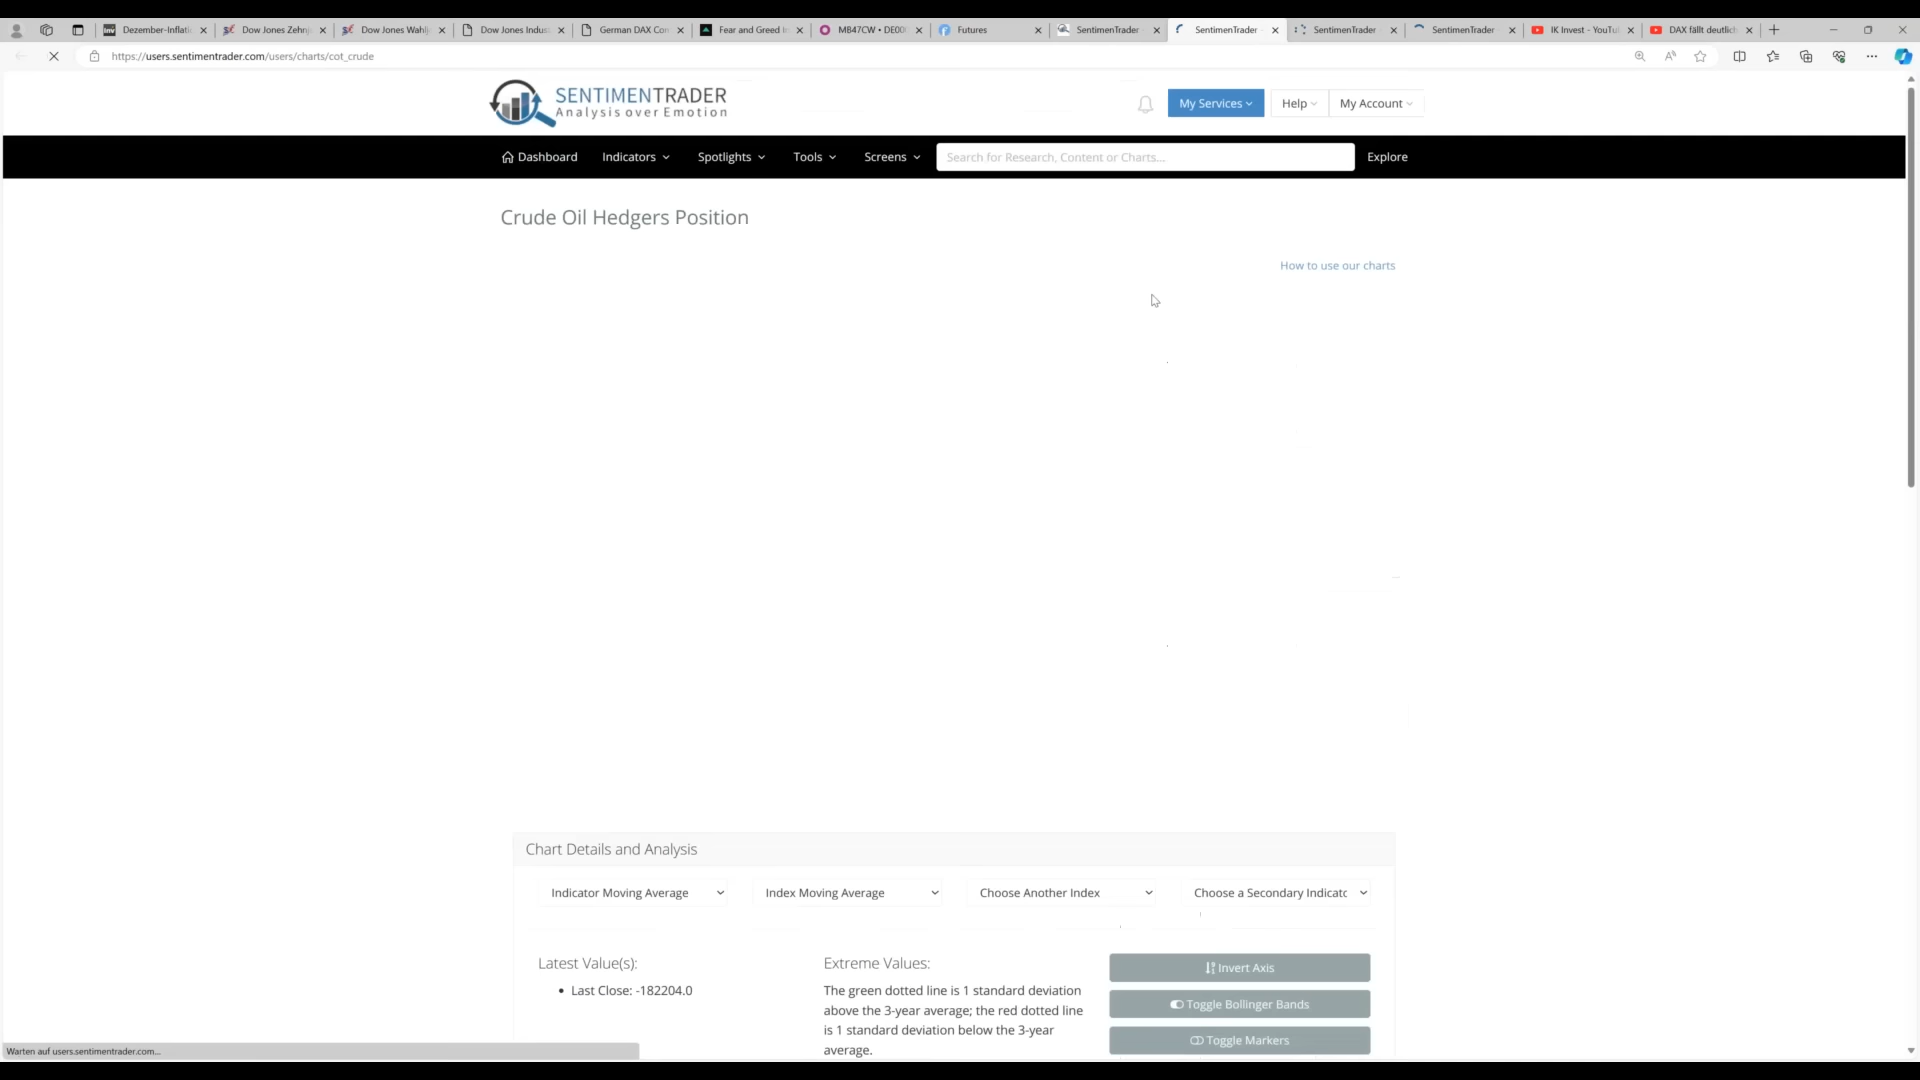 Dezember-Inflati
Dow Jones Zehnj
Dow Jones Wahlj
Dow Jones Indus
German DAX Con
Fear and Greed I
MB47CW • DE00
Futures
SentimenTrader
SentimenTrader
SentimenTrader
SentimenTrader
IK Invest - YouTu
DAX fällt deutlich
https://users.sentimentrader.com/users/charts/cot_crude
SENTIMENTRADER
Analysis over Emotion
My Services
Help
My Account
Dashboard
Indicators
Spotlights
Tools
Screens
Search for Research, Content or Charts...
Explore
Crude Oil Hedgers Position
How to use our charts
Chart Details and Analysis
Indicator Moving Average
Index Moving Average
Choose Another Index
Choose a Secondary Indicatc
Latest Value(s):
• Last Close: -182204.0
Extreme Values:
The green dotted line is 1 standard deviation
above the 3-year average; the red dotted line
is 1 standard deviation below the 3-year
average.
Invert Axis
Toggle Bollinger Bands
Toggle Markers
Warten auf users.sentimentrader.com...